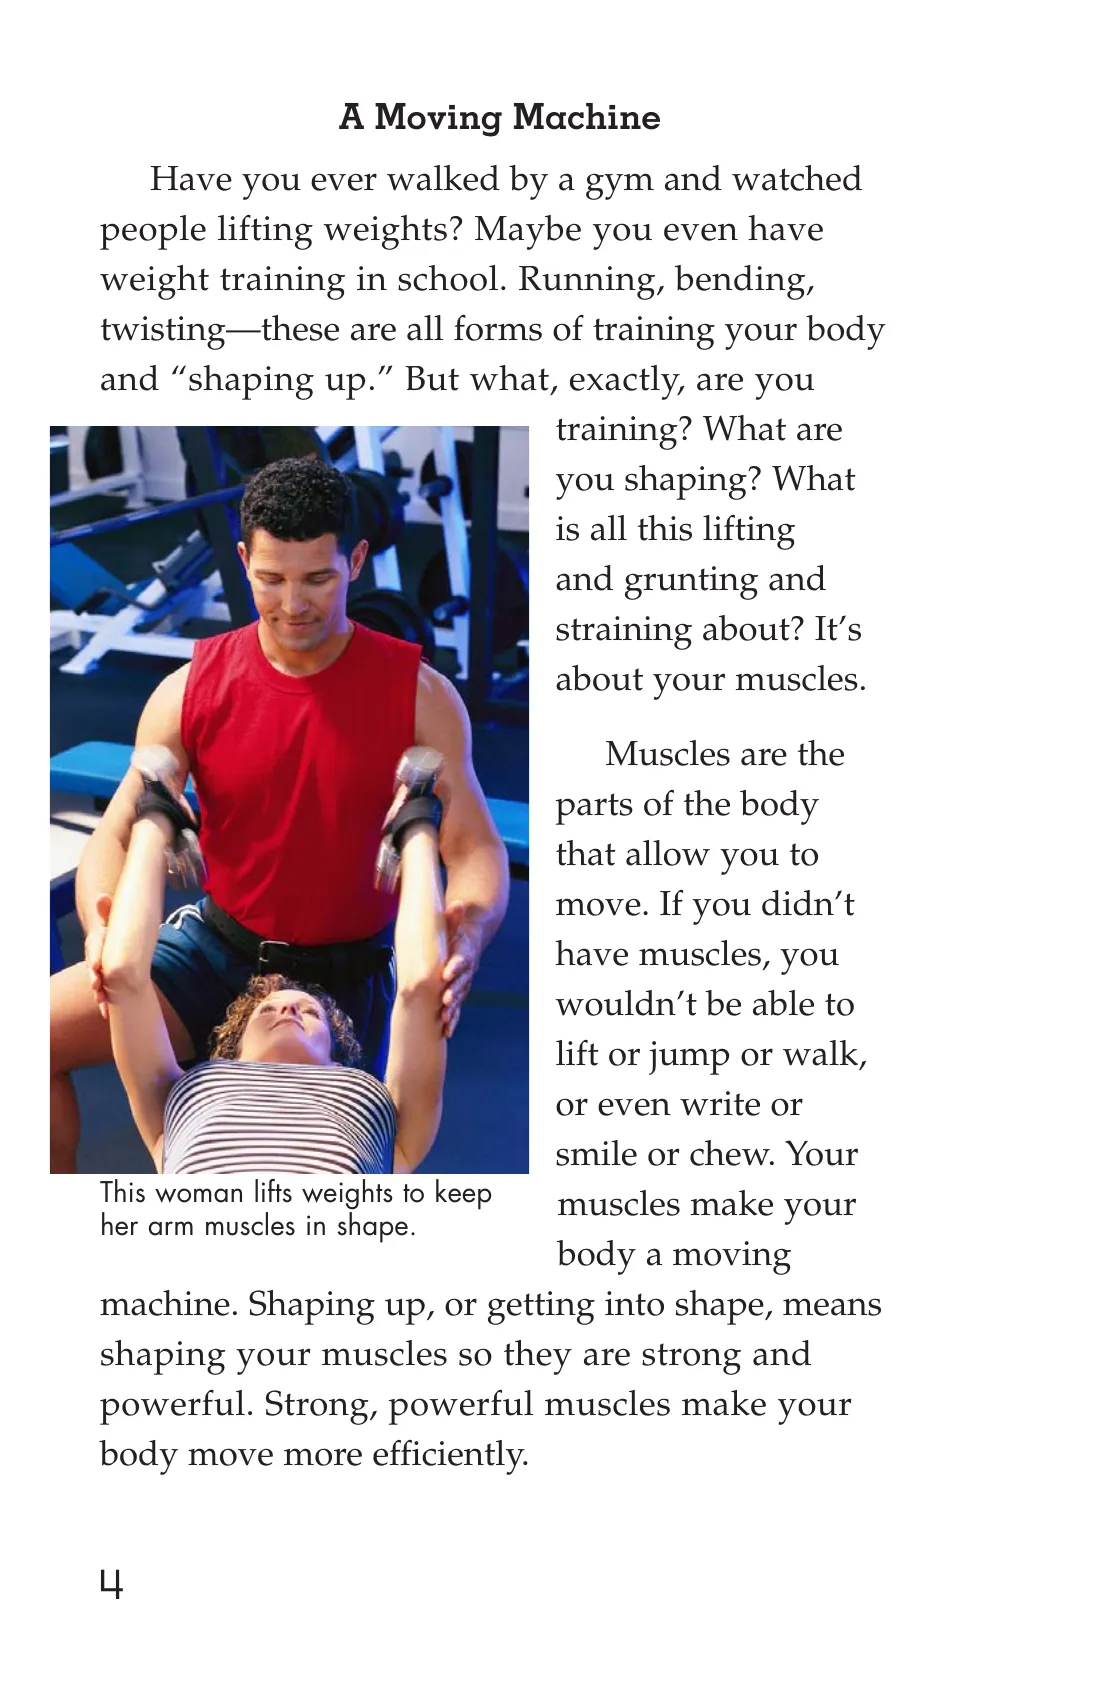 A Moving Machine
Have you ever walked by a gym and watched
people lifting weights? Maybe you even have
weight training in school. Running, bending,
twisting—these are all forms of training your body
and “shaping up.” But what, exactly, are you
training? What are
you shaping? What
is all this lifting
and grunting and
straining about? It’s
about your muscles.
Muscles are the
parts of the body
that allow you to
move. If you didn’t
have muscles, you
wouldn’t be able to
lift or jump or walk,
or even write or
smile or chew. Your
muscles make your
body a moving
This woman lifts weights to keep
her arm muscles in shape.
machine. Shaping up, or getting into shape, means
shaping your muscles so they are strong and
powerful. Strong, powerful muscles make your
body move more efficiently.
4